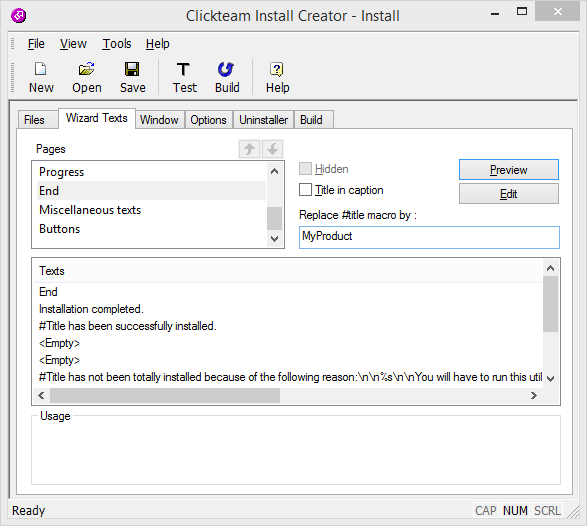 Clickteam Install Creator - Install
File View Tools Help
New Open Save Test Build Help
Files Wizard Texts Window Options Uninstaller Build
Pages
Progress
End
Miscellaneous texts
Buttons
Hidden
Title in caption
Preview
Edit
Replace #title macro by :
MyProduct
Texts
End
Installation completed.
#Title has been successfully installed.
<Empty>
<Empty>
#Title has not been totally installed because of the following reason:\n\n%s\n\nYou will have to run this util
Usage
Ready CAP NUM SCRL